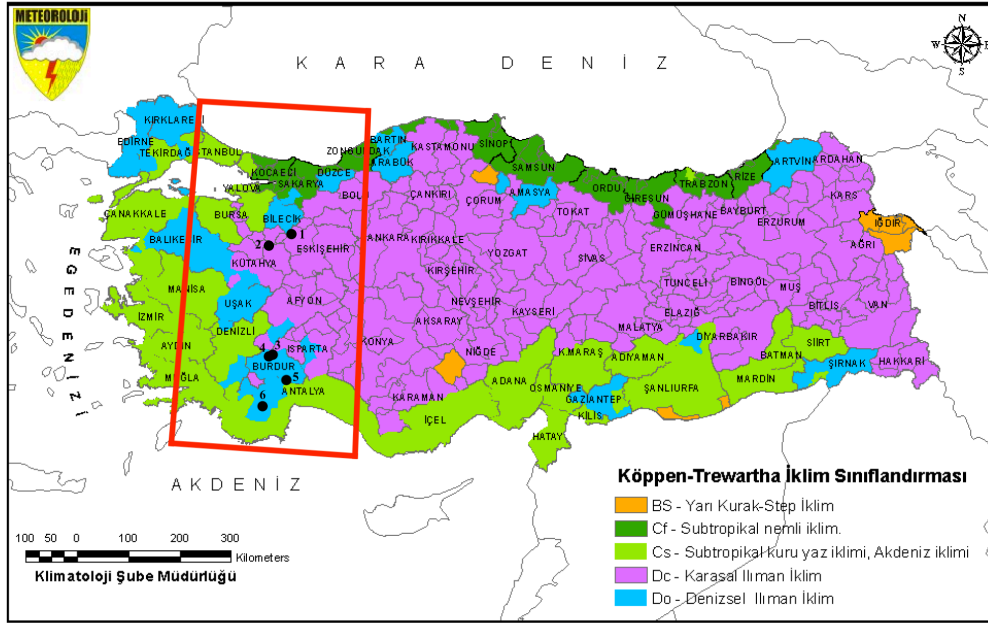 METEOROLOJİ
N
W E
S
KARA DENİZ
KIRKLARELİ
EDİRNE
TEKİRDAĞ
İSTANBUL
KOCAELİ
YALOVA
SAKARYA
DÜZCE
ZONGULDAK
BARTIN
KARABÜK
KASTAMONU
SİNOP
SAMSUN
ORDU
GİRESUN
TRABZON
RİZE
ARTVİN
ARDAHAN
KARS
IĞDIR
AĞRI
ÇANAKKALE
BURSA
BİLECİK
BOLU
ÇANKIRI
ÇORUM
AMASYA
TOKAT
GÜMÜŞHANE
BAYBURT
ERZURUM
ERZİNCAN
1
2
BALIKESİR
KÜTAHYA
ESKİŞEHİR
ANKARA
KIRIKKALE
YOZGAT
SİVAS
KIRŞEHİR
TUNCELİ
BİNGÖL
MUŞ
BİTLİS
VAN
EGE DENİZİ
MANİSA
UŞAK
AFYON
NEVŞEHİR
KAYSERİ
ELAZIĞ
MALATYA
İZMİR
DENİZLİ
AKSARAY
AYDIN
4 3
ISPARTA
KONYA
NİĞDE
K.MARAŞ
ADIYAMAN
DİYARBAKIR
BATMAN
SİİRT
ŞIRNAK
HAKKARİ
BURDUR
MUĞLA
5
ANTALYA
6
KARAMAN
İÇEL
ADANA
OSMANİYE
GAZİANTEP
KİLİS
ŞANLIURFA
MARDİN
HATAY
AKDENİZ
100 50 0 100 200 300
Kilometers
Klimatoloji Şube Müdürlüğü
Köppen-Trewartha İklim Sınıflandırması
BS - Yarı Kurak-Step İklim
Cf - Subtropikal nemli iklim.
Cs - Subtropikal kuru yaz iklimi, Akdeniz iklimi
Dc - Karasal Ilıman İklim
Do - Denizsel Ilıman İklim